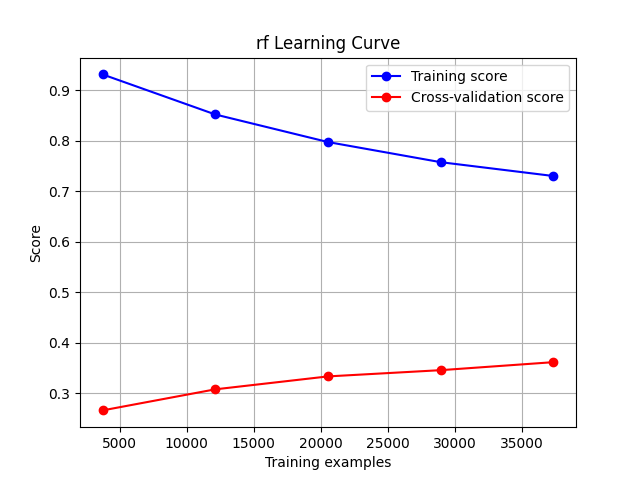 rf Learning Curve
Training score
Cross-validation score
0.9
0.8
0.7
0.6
0.5
0.4
0.3
Score
5000 10000 15000 20000 25000 30000 35000
Training examples